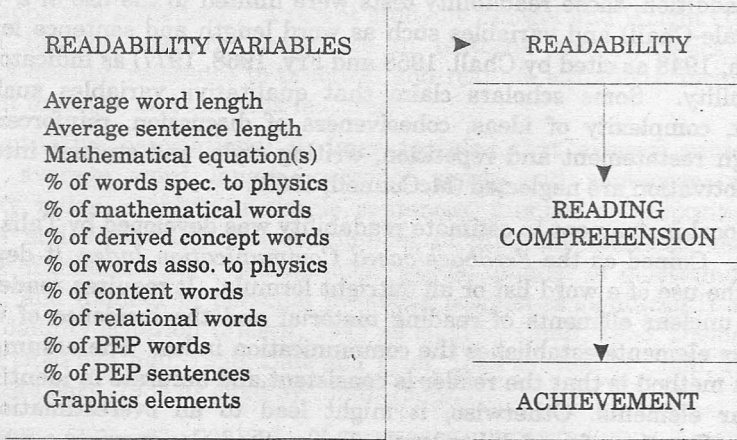 READABILITY VARIABLES
Average word length
Average sentence length
Mathematical equation(s)
% of words spec. to physics
% of mathematical words
% of derived concept words
% of words asso. to physics
% of content words
% of relational words
% of PEP words
% of PEP sentences
Graphics elements
READABILITY
READING
COMPREHENSION
ACHIEVEMENT